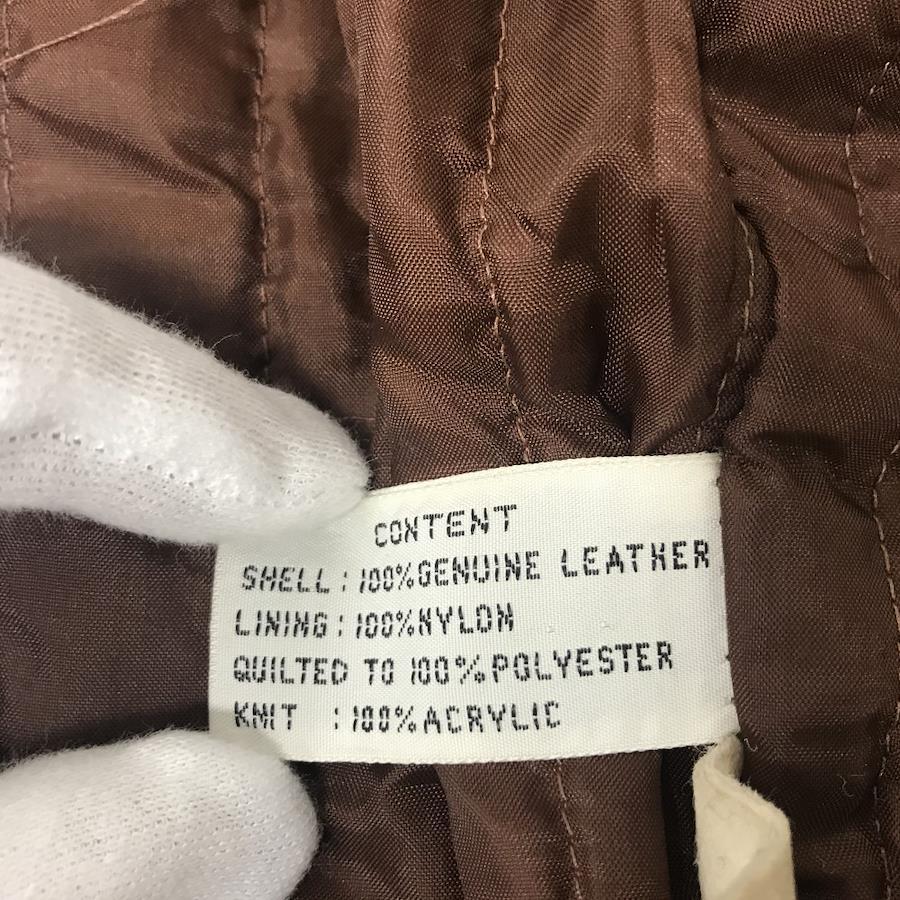 CONTENT
SHELL : 100% GENUINE LEATHER
LINING : 100% NYLON
QUILTED TO 100% POLYESTER
KNIT : 100% ACRYLIC